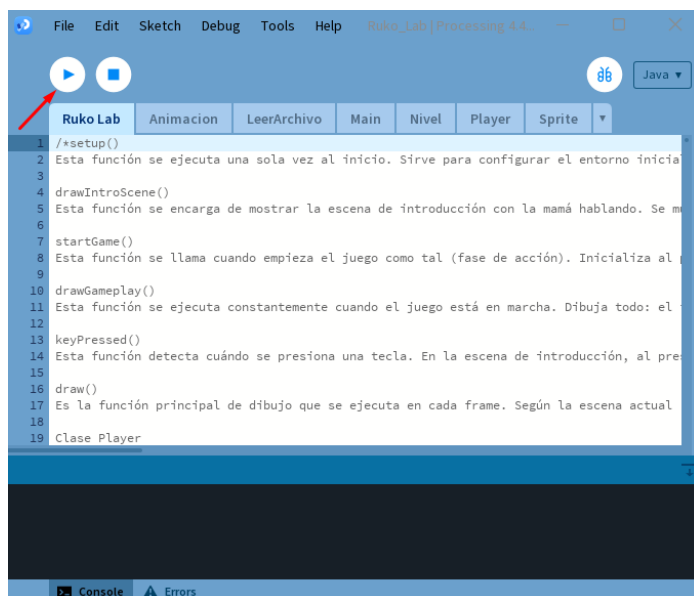 File Edit Sketch Debug Tools Help Ruko_Lab | Processing 4.4...
Java ▾
Ruko Lab Animacion LeerArchivo Main Nivel Player Sprite ▾
1 /*setup()
2 Esta función se ejecuta una sola vez al inicio. Sirve para configurar el entorno inicia
3
4 drawIntroScene()
5 Esta función se encarga de mostrar la escena de introducción con la mamá hablando. Se
6
7 startGame()
8 Esta función se llama cuando empieza el juego como tal (fase de acción). Inicializa al
9
10 drawGameplay()
11 Esta función se ejecuta constantemente cuando el juego está en marcha. Dibuja todo: el
12
13 keyPressed()
14 Esta función detecta cuándo se presiona una tecla. En la escena de introducción, al pre
15
16 draw()
17 Es la función principal de dibujo que se ejecuta en cada frame. Según la escena actual
18
19 Clase Player
Console Errors